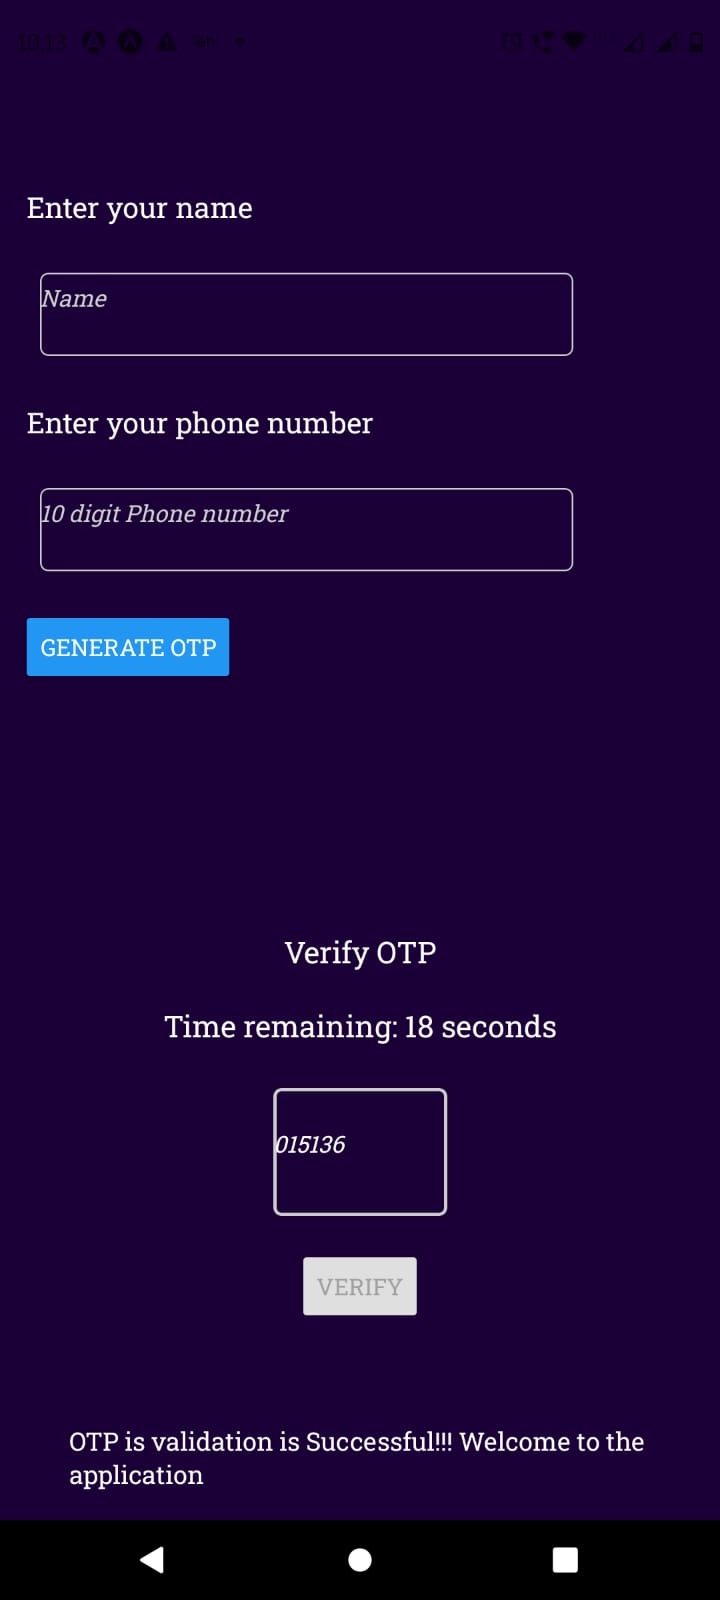 10:13
Enter your name
Name
Enter your phone number
10 digit Phone number
GENERATE OTP
Verify OTP
Time remaining: 18 seconds
015136
VERIFY
OTP is validation is Successful!!! Welcome to the
application